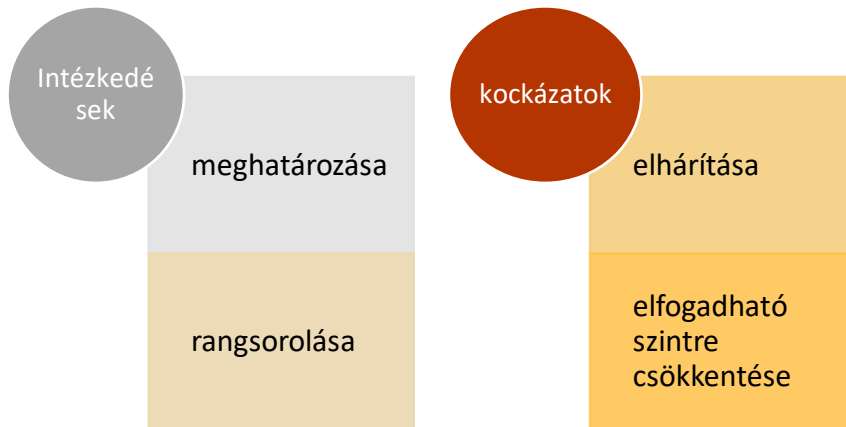 Intézkedé
sek
meghatározása
rangsorolása
kockázatok
elhárítása
elfogadható
szintre
csökkentése